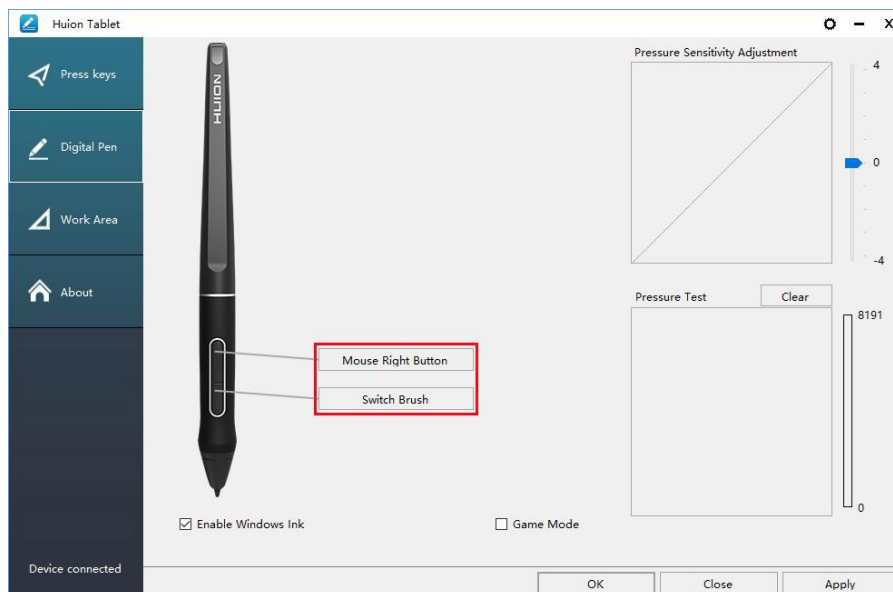 Huion Tablet
X
Press keys
Digital Pen
Work Area
About
Device connected
HUION
Mouse Right Button
Switch Brush
Enable Windows Ink
Game Mode
Pressure Sensitivity Adjustment
4
0
-4
Pressure Test
Clear
8191
0
OK
Close
Apply